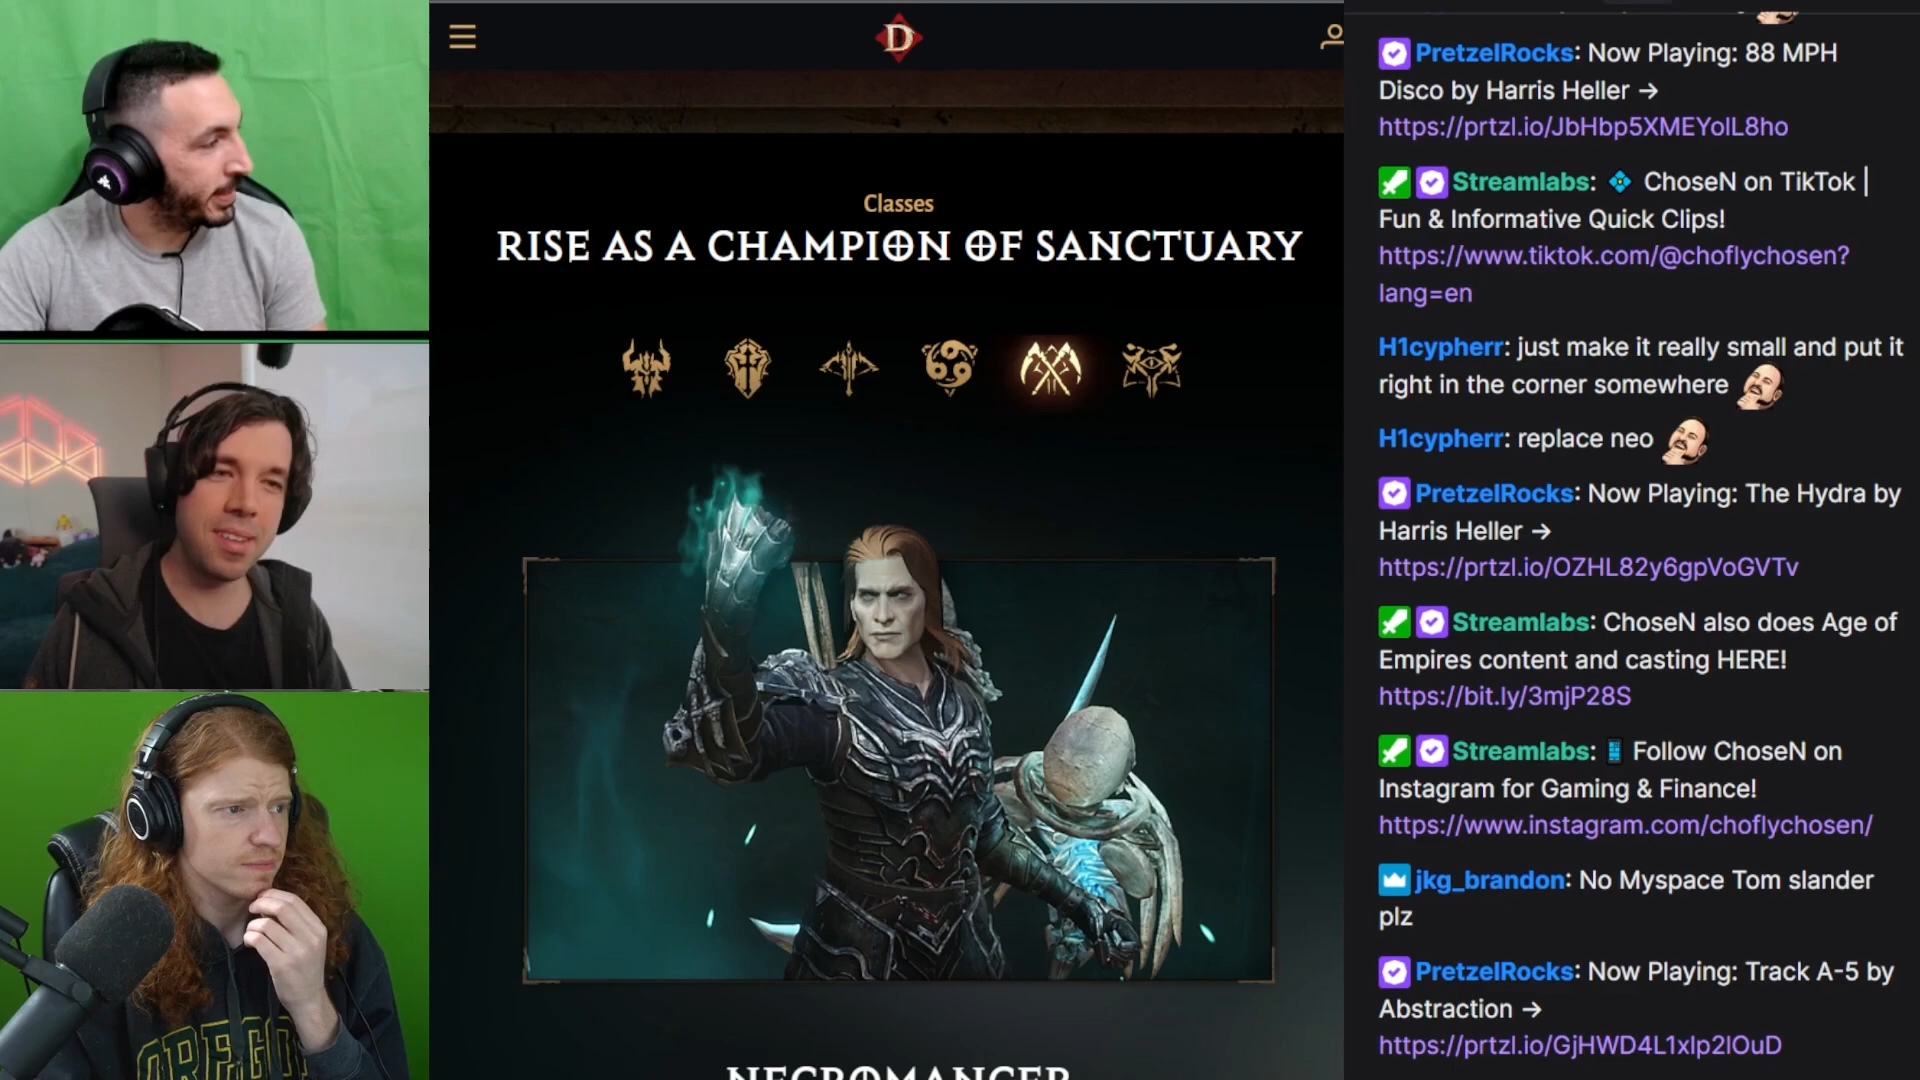 D
Classes
RISE AS A CHAMPION OF SANCTUARY
NECROMANCER
OREGO
PretzelRocks: Now Playing: 88 MPH
Disco by Harris Heller →
https://prtzl.io/JbHbp5XMEYolL8ho
Streamlabs: ChoseN on TikTok |
Fun & Informative Quick Clips!
https://www.tiktok.com/@choflychosen?
lang=en
H1cypherr: just make it really small and put it
right in the corner somewhere
H1cypherr: replace neo
PretzelRocks: Now Playing: The Hydra by
Harris Heller →
https://prtzl.io/OZHL82y6gpVoGVTv
Streamlabs: ChoseN also does Age of
Empires content and casting HERE!
https://bit.ly/3mjP28S
Streamlabs: Follow ChoseN on
Instagram for Gaming & Finance!
https://www.instagram.com/choflychosen/
jkg_brandon: No Myspace Tom slander
plz
PretzelRocks: Now Playing: Track A-5 by
Abstraction →
https://prtzl.io/GjHWD4L1xlp2lOuD